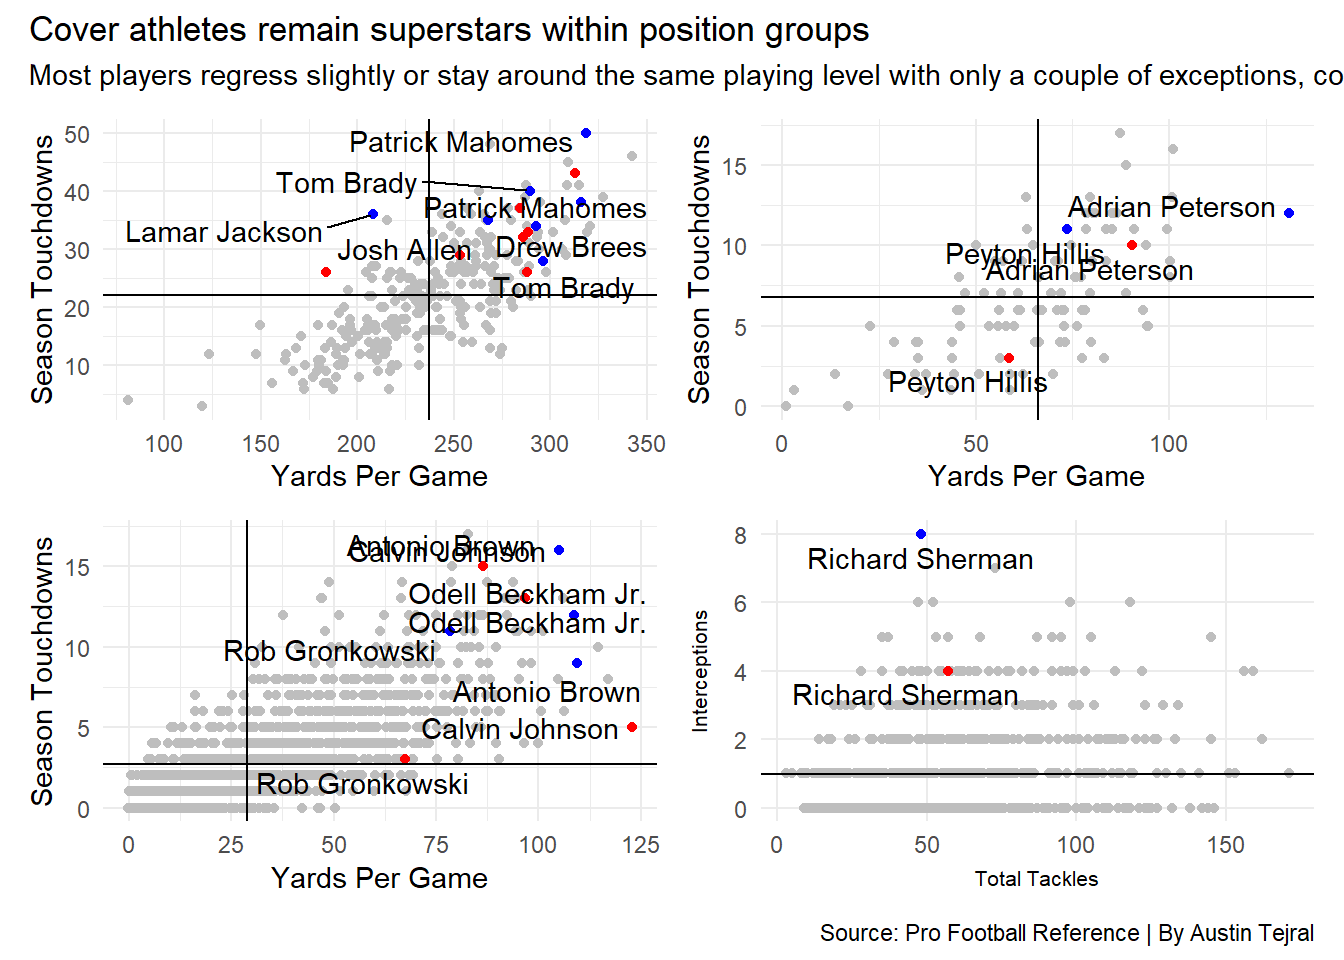 Cover athletes remain superstars within position groups
Most players regress slightly or stay around the same playing level with only a couple of exceptions, co
Season Touchdowns
50
40
30
20
10
Patrick Mahomes
Tom Brady
Patrick Mahomes
Lamar Jackson
Josh Allen
Drew Brees
Tom Brady
100
150
200
250
300
350
Yards Per Game
Season Touchdowns
15
10
5
0
Adrian Peterson
Peyton Hillis
Adrian Peterson
Peyton Hillis
0
50
100
Yards Per Game
Season Touchdowns
15
10
5
0
Antonio Brown
Calvin Johnson
Odell Beckham Jr.
Odell Beckham Jr.
Rob Gronkowski
Antonio Brown
Calvin Johnson
Rob Gronkowski
0
25
50
75
100
125
Yards Per Game
Interceptions
8
6
4
2
0
Richard Sherman
Richard Sherman
0
50
100
150
Total Tackles
Source: Pro Football Reference | By Austin Tejral